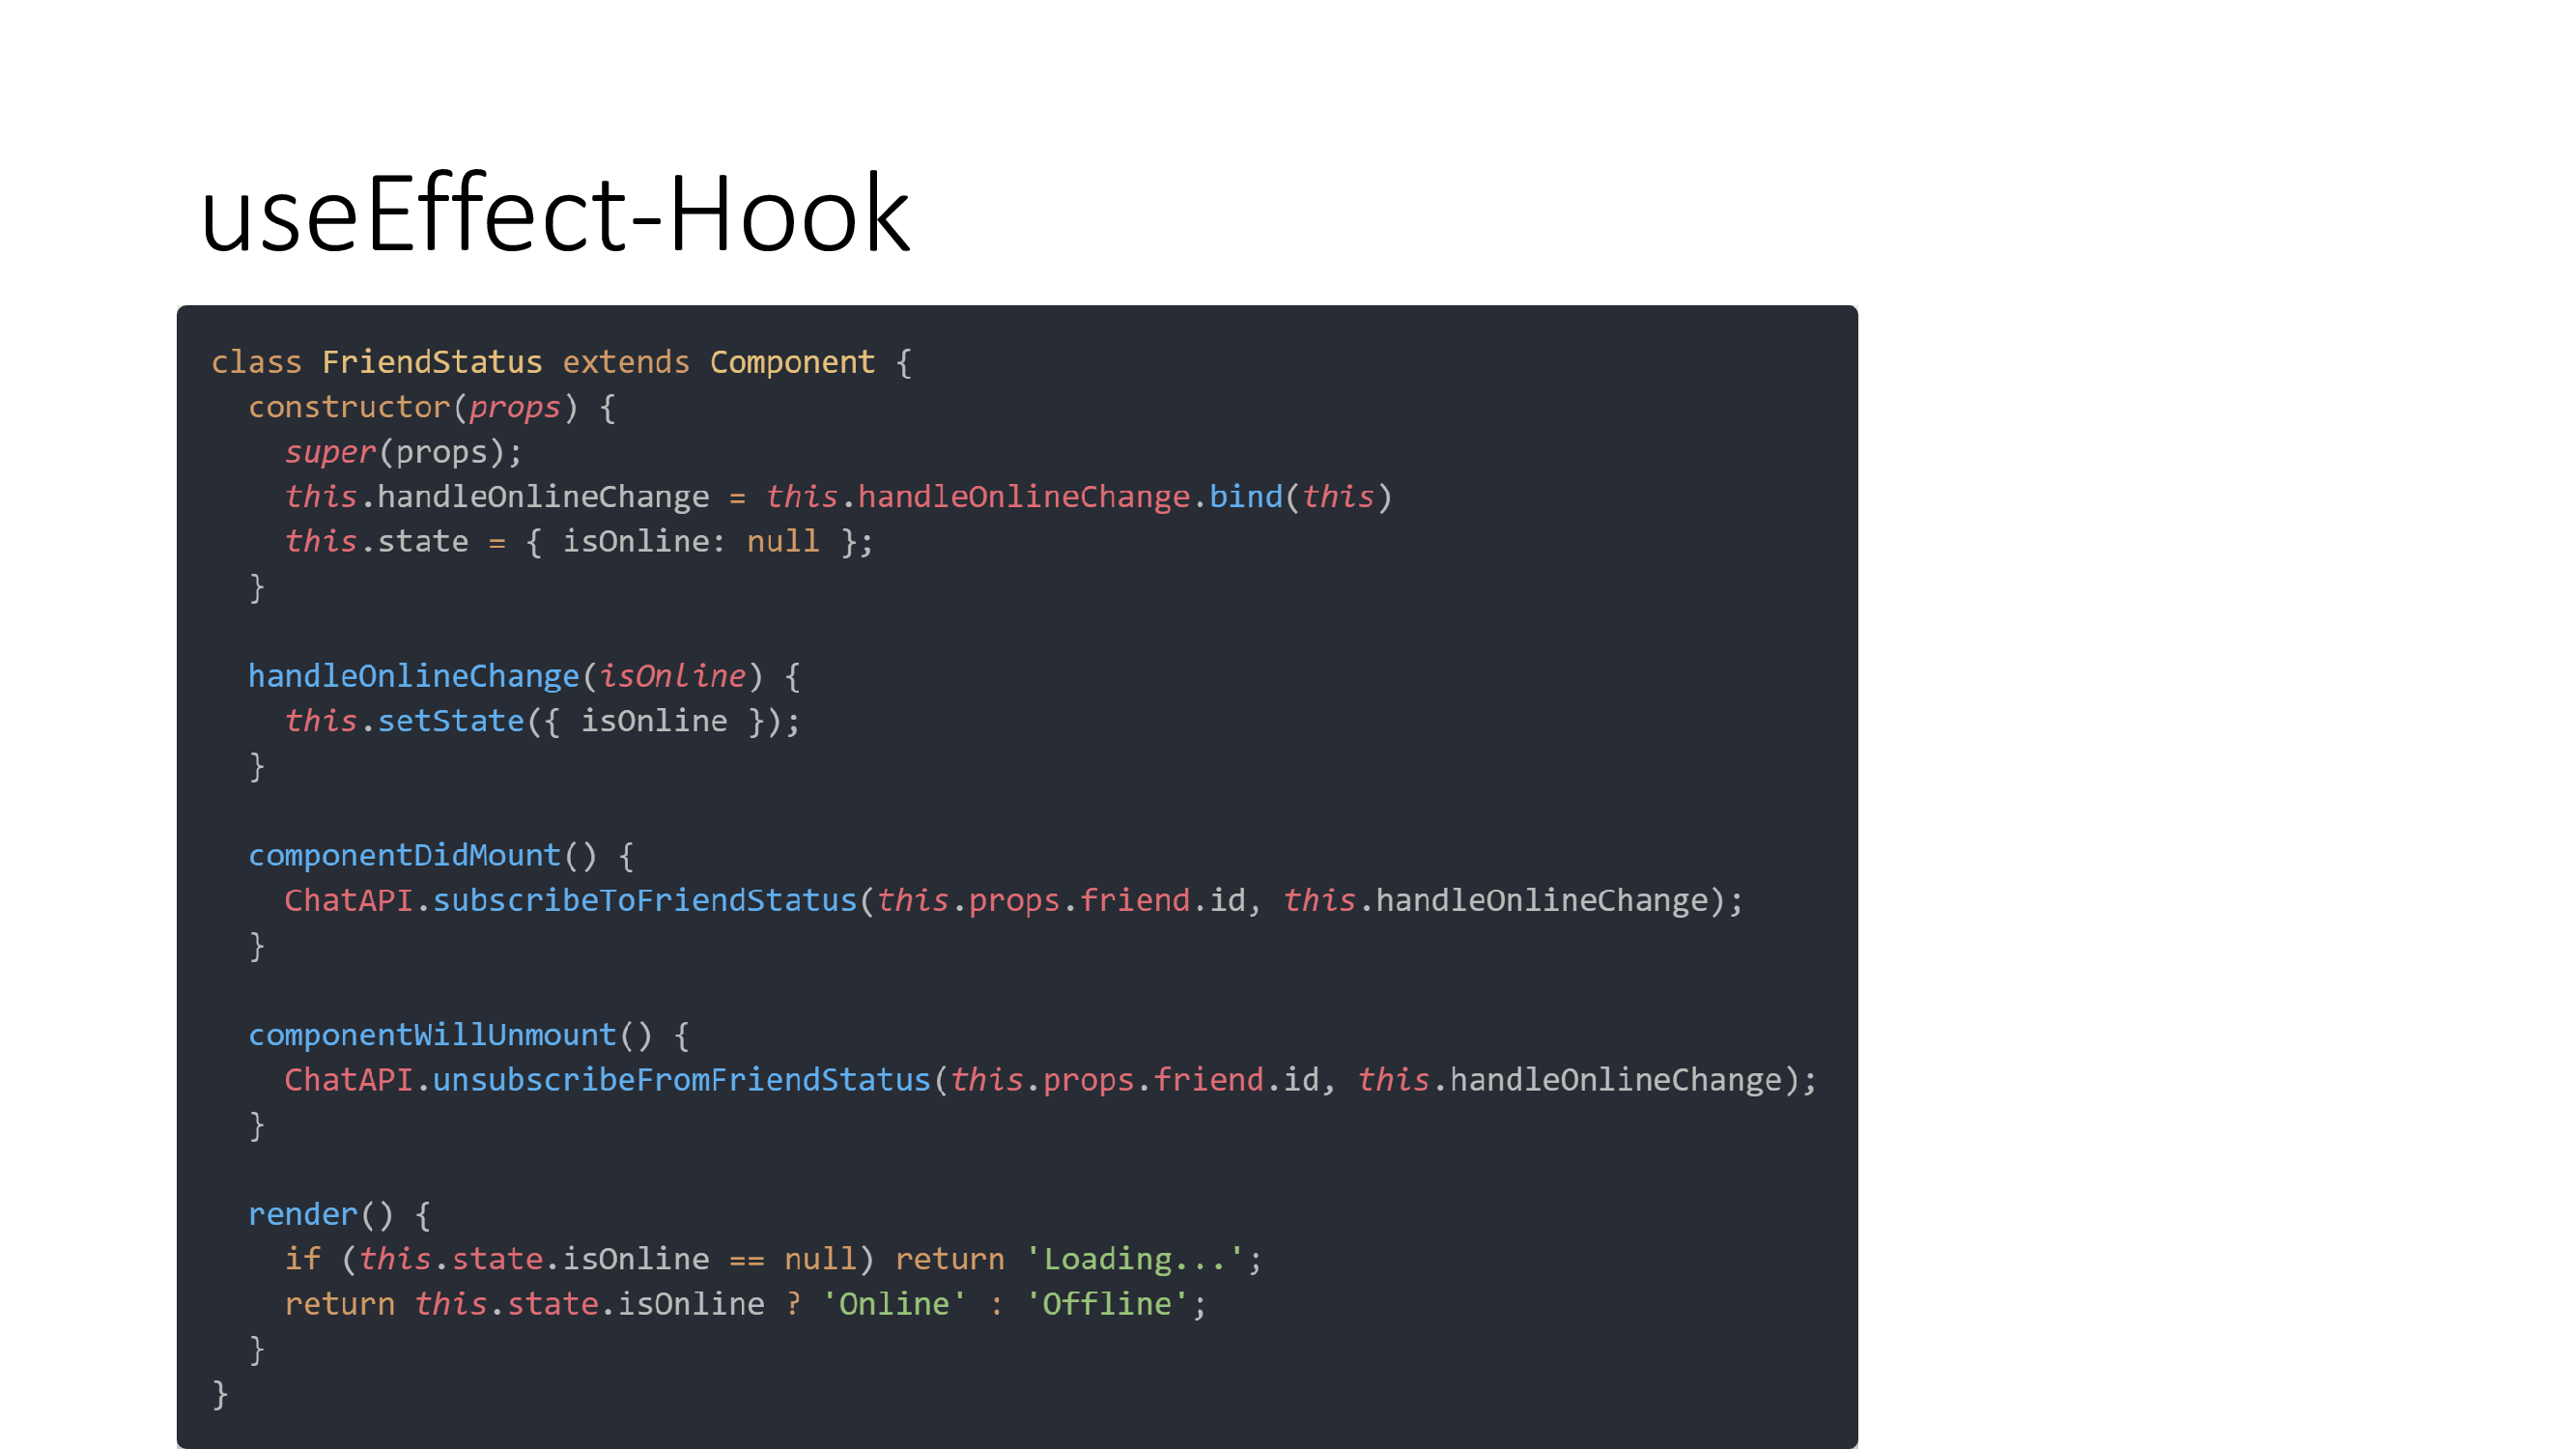 useEffect-Hook
class FriendStatus extends Component {
  constructor(props) {
    super(props);
    this.handleOnlineChange = this.handleOnlineChange.bind(this)
    this.state = { isOnline: null };
  }

  handleOnlineChange(isOnline) {
    this.setState({ isOnline });
  }

  componentDidMount() {
    ChatAPI.subscribeToFriendStatus(this.props.friend.id, this.handleOnlineChange);
  }

  componentWillUnmount() {
    ChatAPI.unsubscribeFromFriendStatus(this.props.friend.id, this.handleOnlineChange);
  }

  render() {
    if (this.state.isOnline == null) return 'Loading...';
    return this.state.isOnline ? 'Online' : 'Offline';
  }
}